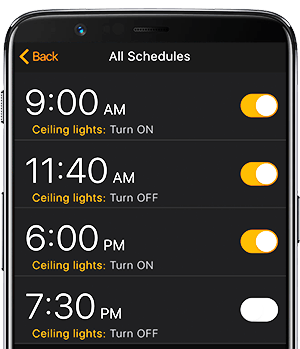 Back
All Schedules
9:00 AM
Ceiling lights: Turn ON
11:40 AM
Ceiling lights: Turn OFF
6:00 PM
Ceiling lights: Turn ON
7:30 PM
Ceiling lights: Turn OFF